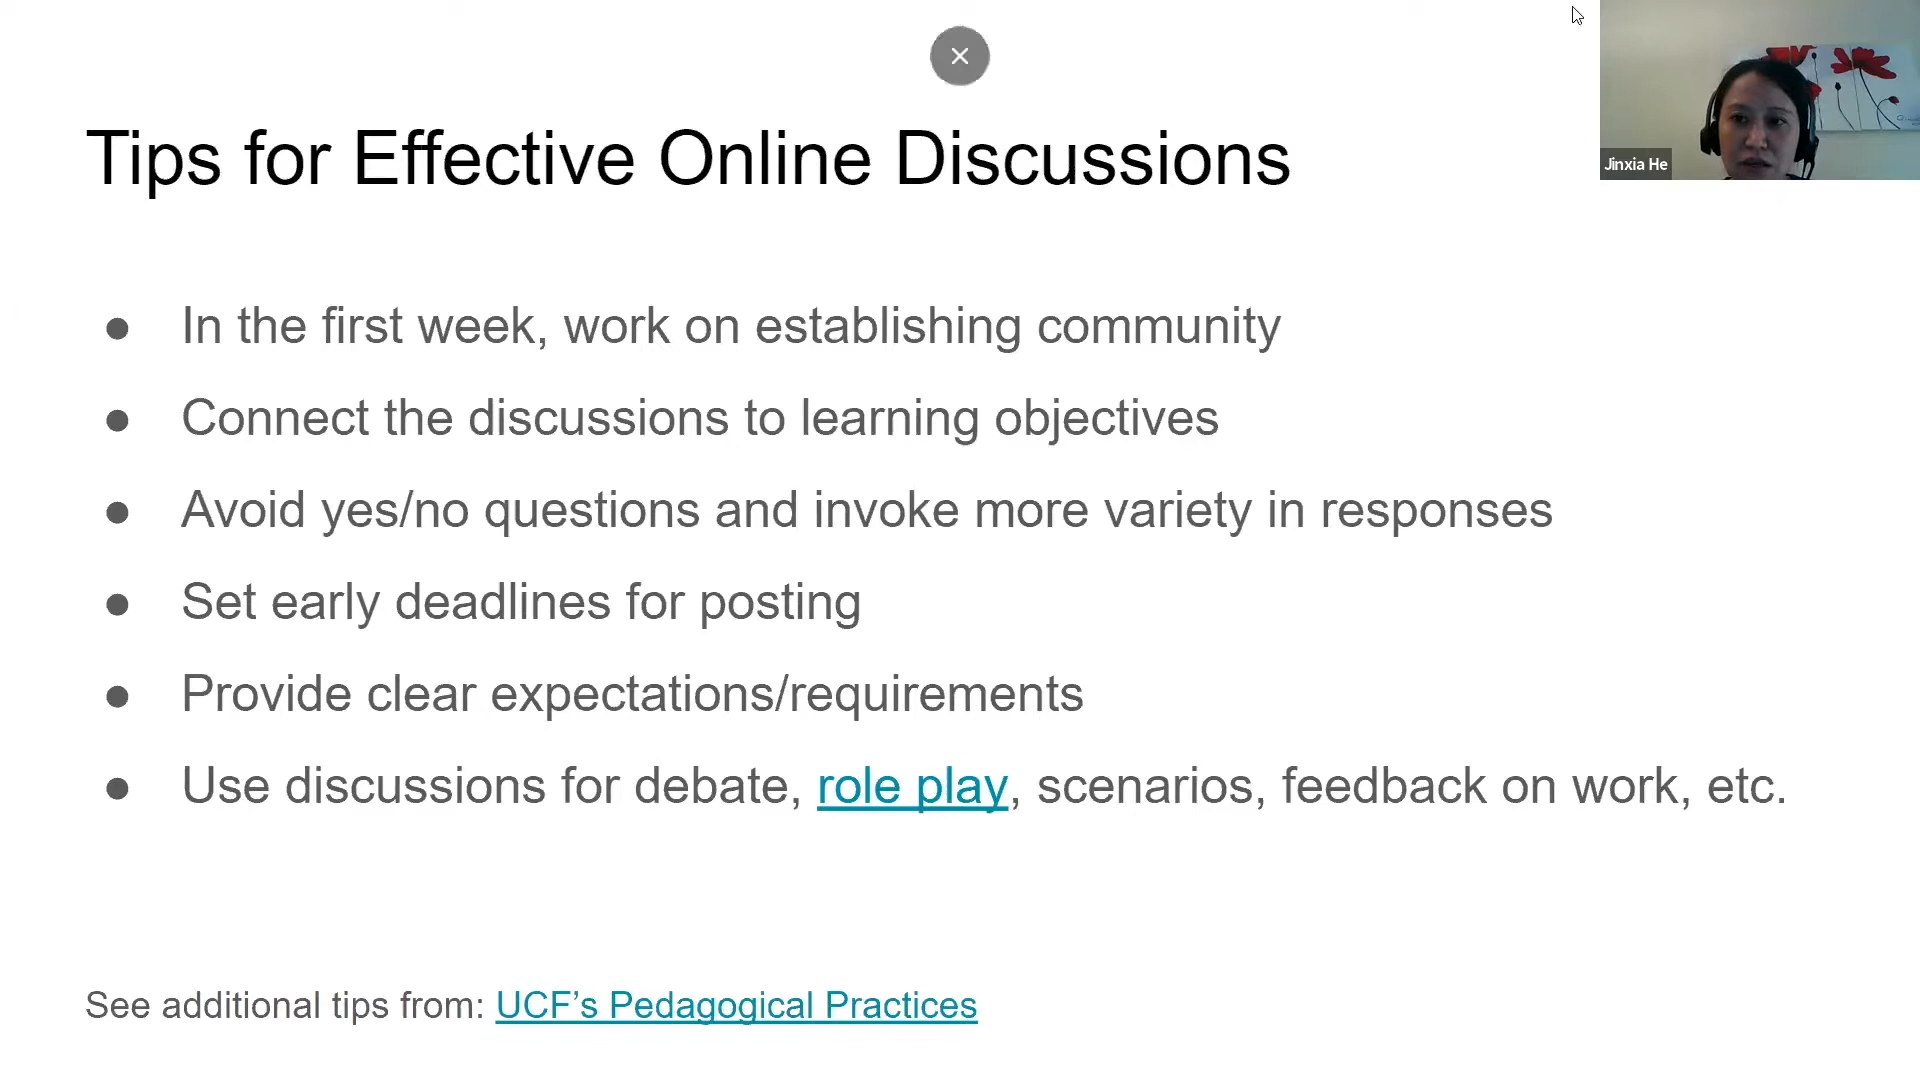 Tips for Effective Online Discussions
Jinxia He
● In the first week, work on establishing community
● Connect the discussions to learning objectives
● Avoid yes/no questions and invoke more variety in responses
● Set early deadlines for posting
● Provide clear expectations/requirements
● Use discussions for debate, role play, scenarios, feedback on work, etc.
See additional tips from: UCF’s Pedagogical Practices